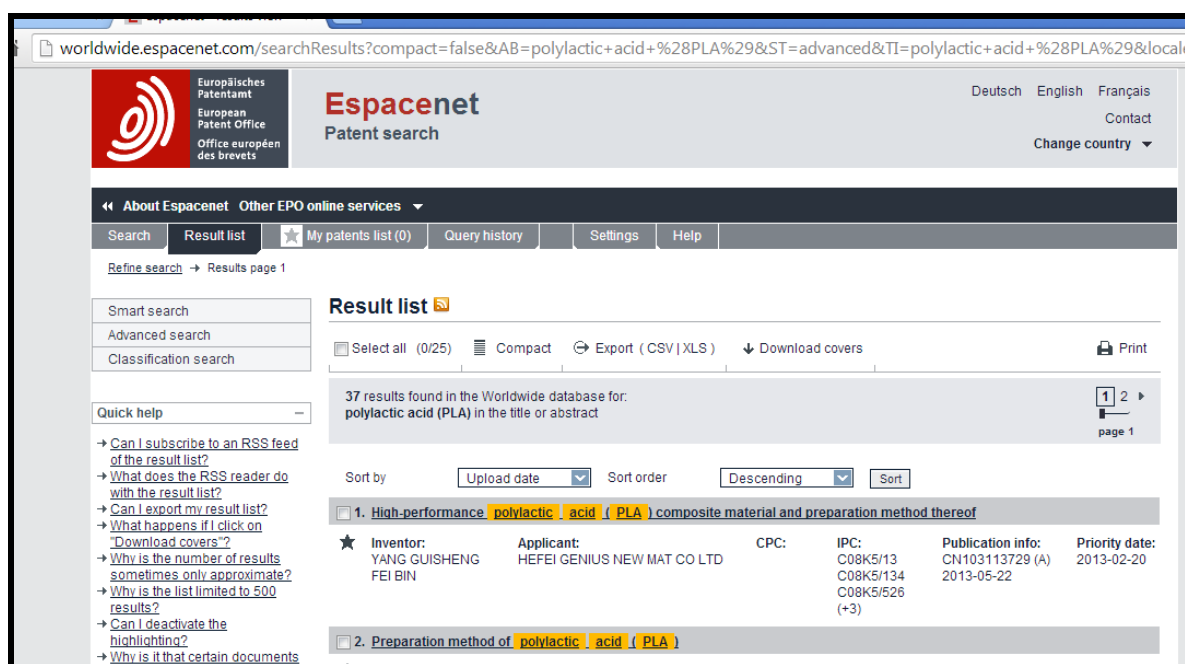 worldwide.espacenet.com/searchResults?compact=false&AB=polylactic+acid+%28PLA%29&ST=advanced&TI=polylactic+acid+%28PLA%29&locale
Europäisches
Patentamt
European
Patent Office
Office européen
des brevets
Espacenet
Patent search
Deutsch English Français
Contact
Change country
About Espacenet Other EPO online services
Search Result list My patents list (0) Query history Settings Help
Refine search → Results page 1
Smart search
Advanced search
Classification search
Quick help –
→ Can I subscribe to an RSS feed
of the result list?
→ What does the RSS reader do
with the result list?
→ Can I export my result list?
→ What happens if I click on
"Download covers"?
→ Why is the number of results
sometimes only approximate?
→ Why is the list limited to 500
results?
→ Can I deactivate the
highlighting?
→ Why is it that certain documents
Result list
Select all (0/25) Compact Export ( CSV | XLS ) Download covers Print
37 results found in the Worldwide database for:
polylactic acid (PLA) in the title or abstract
1 2
page 1
Sort by Upload date Sort order Descending Sort
1. High-performance polylactic acid ( PLA ) composite material and preparation method thereof
Inventor: Applicant: CPC: IPC: Publication info: Priority date:
YANG GUISHENG HEFEI GENIUS NEW MAT CO LTD C08K5/13 CN103113729 (A) 2013-02-20
FEI BIN C08K5/134 2013-05-22
C08K5/526
(+3)
2. Preparation method of polylactic acid ( PLA )